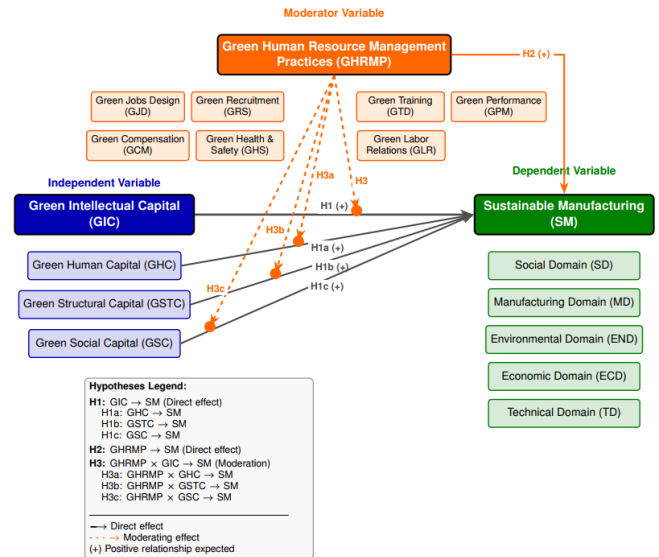 Moderator Variable
Green Human Resource Management
Practices (GHRMP)
H2 (+)
Green Jobs Design
(GJD)
Green Recruitment
(GRS)
Green Training
(GTD)
Green Performance
(GPM)
Green Compensation
(GCM)
Green Health &
Safety (GHS)
Green Labor
Relations (GLR)
H3a
H3
Independent Variable
Dependent Variable
Green Intellectual Capital
(GIC)
H1 (+)
Sustainable Manufacturing
(SM)
H3b
H1a (+)
Green Human Capital (GHC)
Social Domain (SD)
H1b (+)
H3c
H1c (+)
Green Structural Capital (GSTC)
Manufacturing Domain (MD)
Green Social Capital (GSC)
Environmental Domain (END)
Economic Domain (ECD)
Technical Domain (TD)
Hypotheses Legend:
H1: GIC → SM (Direct effect)
H1a: GHC → SM
H1b: GSTC → SM
H1c: GSC → SM
H2: GHRMP → SM (Direct effect)
H3: GHRMP × GIC → SM (Moderation)
H3a: GHRMP × GHC → SM
H3b: GHRMP × GSTC → SM
H3c: GHRMP × GSC → SM
→ Direct effect
→ Moderating effect
(+) Positive relationship expected